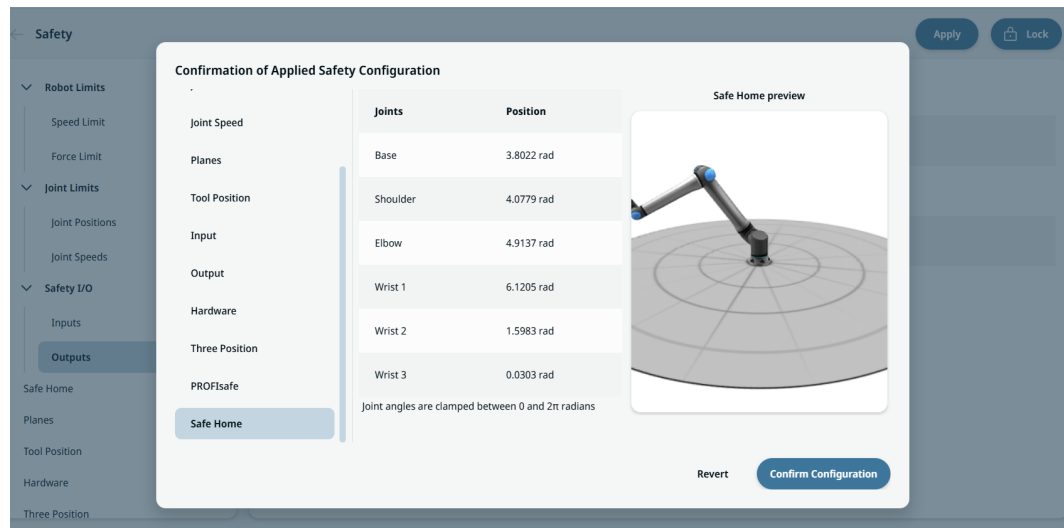 Safety
Apply
Lock
Robot Limits
Speed Limit
Force Limit
Joint Limits
Joint Positions
Joint Speeds
Safety I/O
Inputs
Outputs
Safe Home
Planes
Tool Position
Hardware
Three Position
Confirmation of Applied Safety Configuration
Joint Speed
Planes
Tool Position
Input
Output
Hardware
Three Position
PROFIsafe
Safe Home
Joints Position
Base 3.8022 rad
Shoulder 4.0779 rad
Elbow 4.9137 rad
Wrist 1 6.1205 rad
Wrist 2 1.5983 rad
Wrist 3 0.0303 rad
Joint angles are clamped between 0 and 2π radians
Safe Home preview
Revert
Confirm Configuration